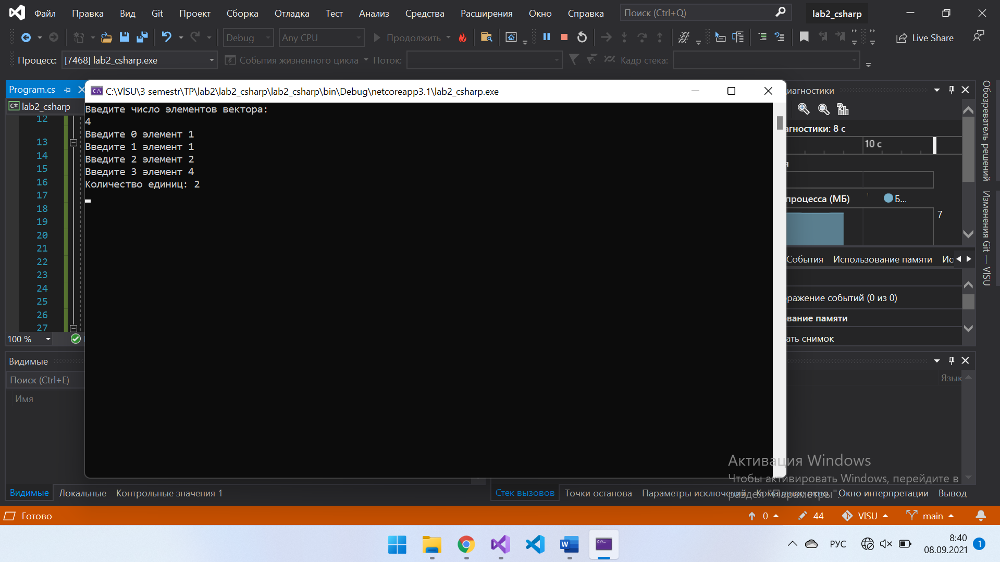 Файл Правка Вид Git Проект Сборка Отладка Тест Анализ Средства Расширения Окно Справка Поиск (Ctrl+Q) lab2_csharp
Debug Any CPU Продолжить Live Share
Процесс: [7468] lab2_csharp.exe События жизненного цикла Поток: Кадр стека:
Program.cs
lab2_csharp
C:\VlSU\3 semestr\TP\lab2\lab2_csharp\lab2_csharp\bin\Debug\netcoreapp3.1\lab2_csharp.exe
Введите число элементов вектора:
4
Введите 0 элемент 1
Введите 1 элемент 1
Введите 2 элемент 2
Введите 3 элемент 4
Количество единиц: 2
12
13
14
15
16
17
18
19
20
21
22
23
24
25
26
27
100 %
иагностики
агностики: 8 с
10 с
я
процесса (МБ) Б...
7
События Использование памяти Исп
ражение событий (0 из 0)
вание памяти
ать снимок
Обозреватель решений
Изменения Git — VlSU
Видимые
Поиск (Ctrl+E)
Имя
Язык
Видимые Локальные Контрольные значения 1
Стек вызовов Точки останова Параметры исключений Командное окно Окно интерпретации Вывод
Активация Windows
Чтобы активировать Windows, перейдите в
раздел "Параметры".
Готово 0 44 VlSU main
РУС 8:40
08.09.2021 1